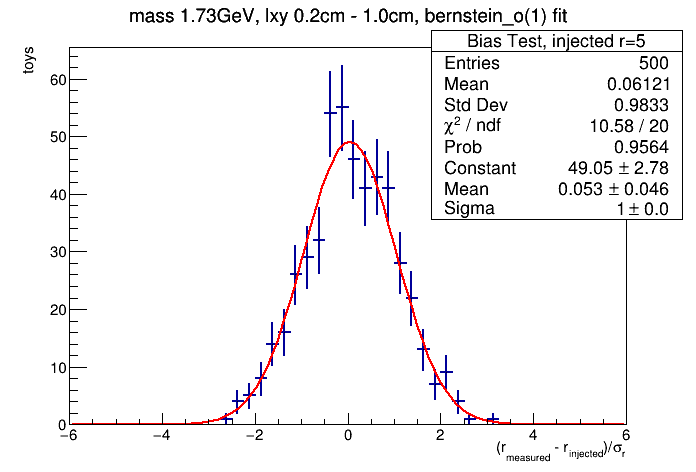 mass 1.73GeV, lxy 0.2cm - 1.0cm, bernstein_o(1) fit
Bias Test, injected r=5
Entries 500
Mean 0.06121
Std Dev 0.9833
χ² / ndf 10.58 / 20
Prob 0.9564
Constant 49.05 ± 2.78
Mean 0.053 ± 0.046
Sigma 1 ± 0.0
toys
60
50
40
30
20
10
0
−6 −4 −2 0 2 4 6
(r_measured - r_injected)/σ_r